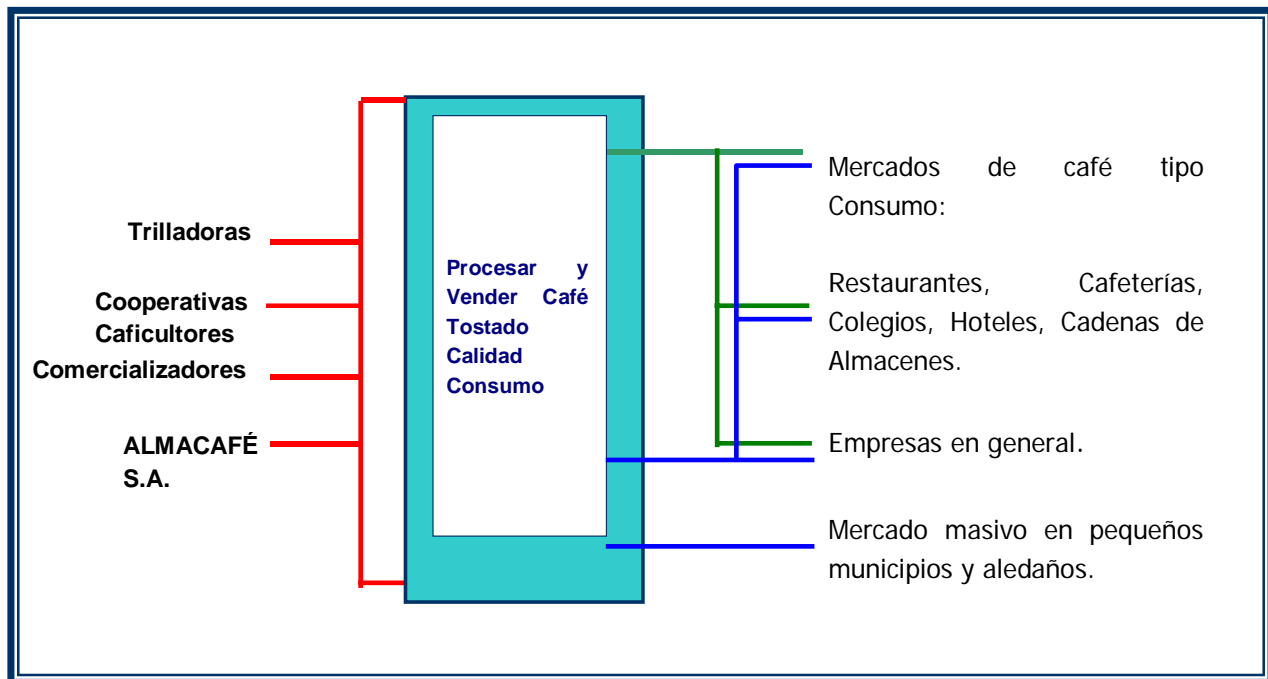 Trilladoras
Cooperativas
Caficultores
Comercializadores
ALMACAFÉ
S.A.
Procesar y
Vender Café
Tostado
Calidad
Consumo
Mercados de café tipo
Consumo:
Restaurantes, Cafeterías,
Colegios, Hoteles, Cadenas de
Almacenes.
Empresas en general.
Mercado masivo en pequeños
municipios y aledaños.